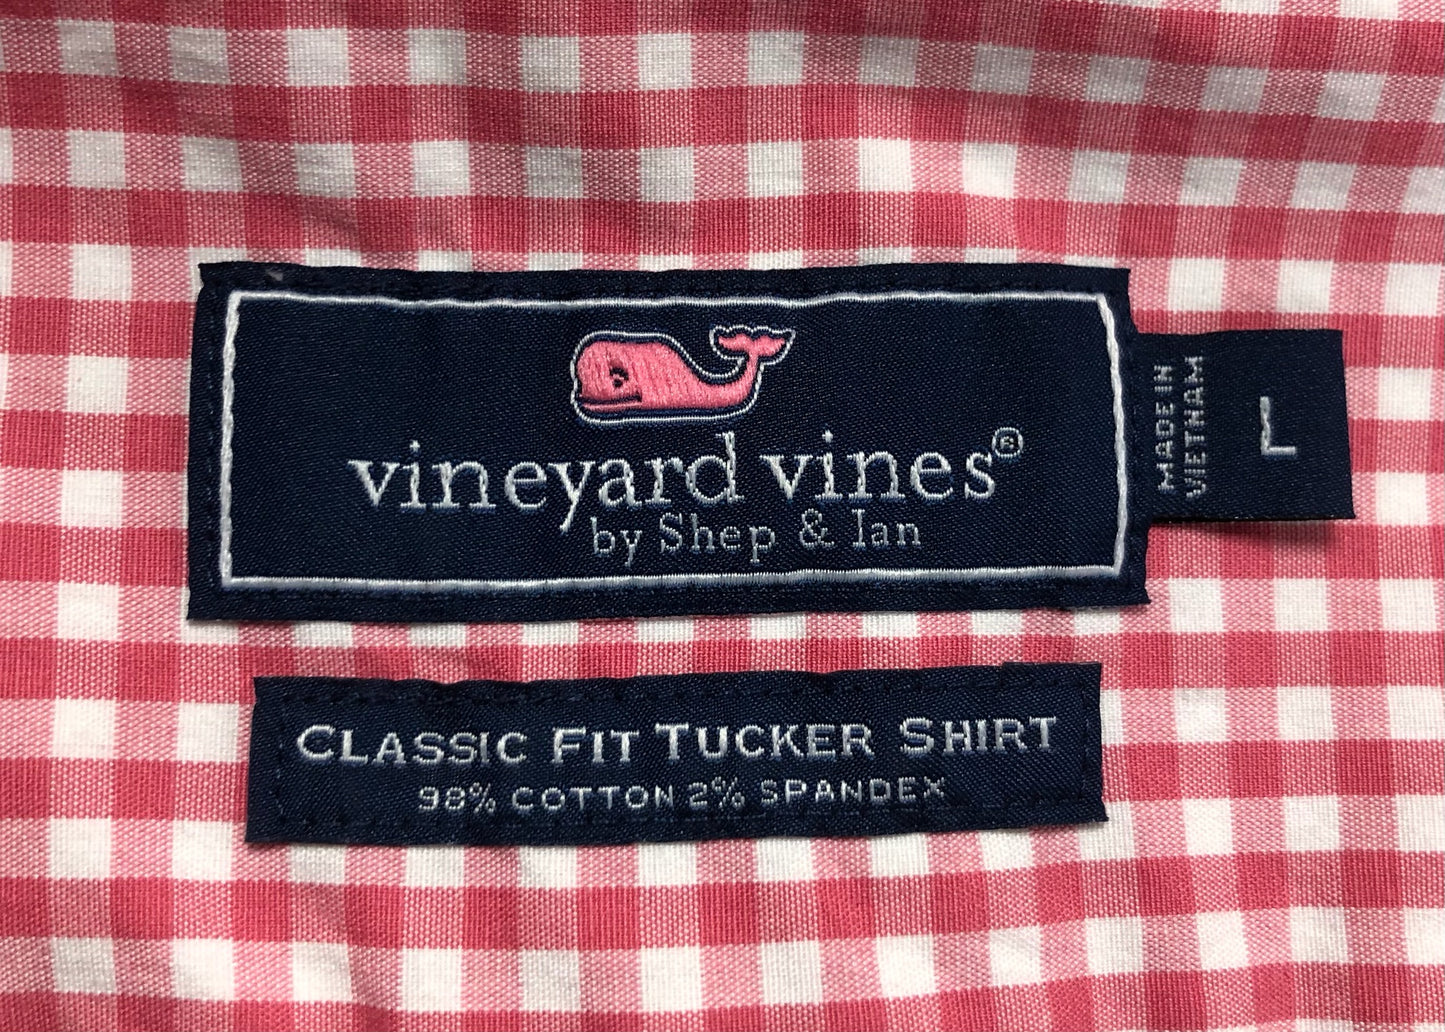 vineyard vines®
by Shep & Ian
MADE IN
VIETNAM
L
CLASSIC FIT TUCKER SHIRT
98% COTTON 2% SPANDEX